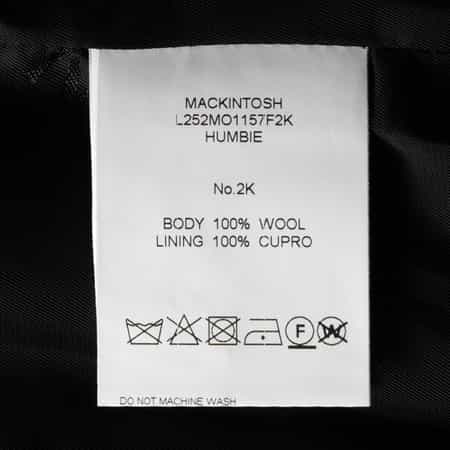 MACKINTOSH
L252MO1157F2K
HUMBIE
No.2K
BODY 100% WOOL
LINING 100% CUPRO
F W
DO NOT MACHINE WASH